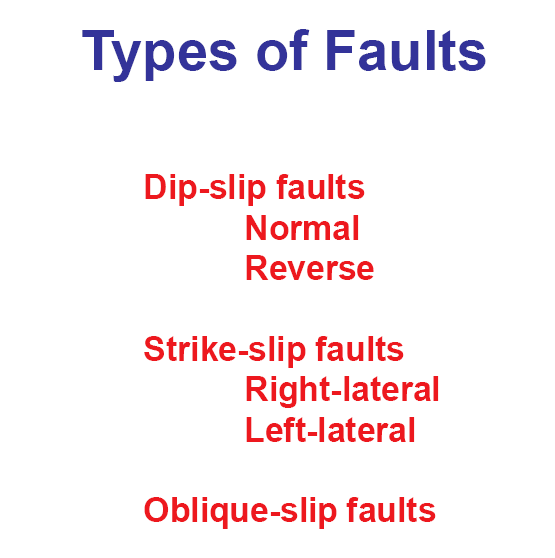 Types of Faults
Dip-slip faults
Normal
Reverse
Strike-slip faults
Right-lateral
Left-lateral
Oblique-slip faults